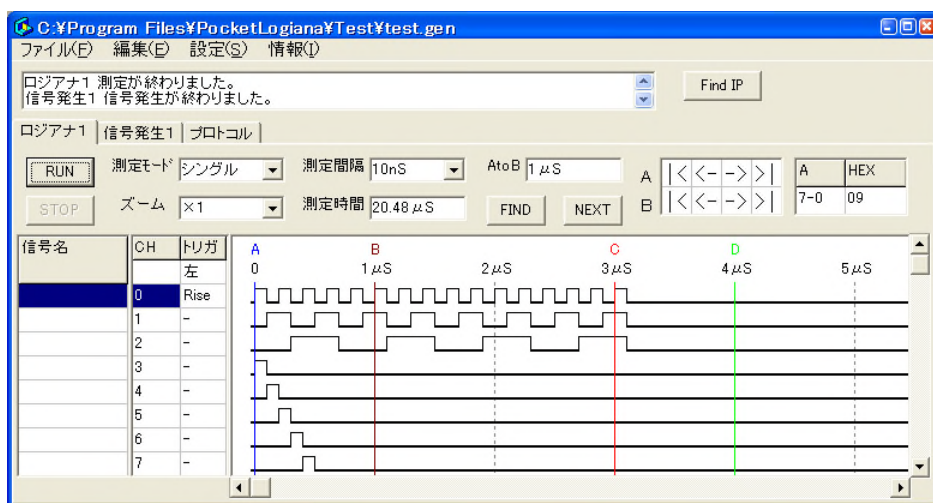 C:¥Program Files¥PocketLogiana¥Test¥test.gen
ファイル(F) 編集(E) 設定(S) 情報(I)
ロジアナ1 測定が終わりました。
信号発生1 信号発生が終わりました。
Find IP
ロジアナ1 信号発生1 プロトコル
RUN 測定モード シングル 測定間隔 10nS AtoB 1μS A |< <- -> >| A HEX
STOP ズーム ×1 測定時間 20.48μS FIND NEXT B |< <- -> >| 7-0 09
信号名 CH トリガ A B C D
左 0 1μS 2μS 3μS 4μS 5μS
0 Rise
1 -
2 -
3 -
4 -
5 -
6 -
7 -